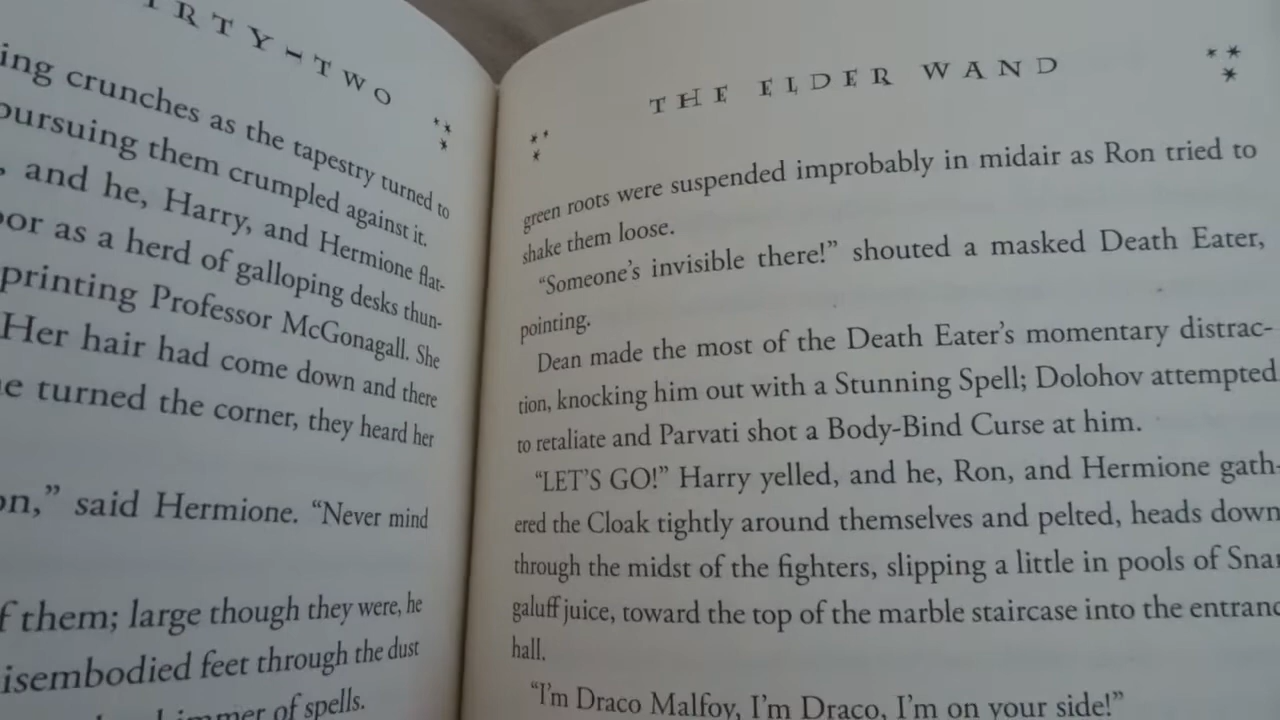 RTY-TWO
ing crunches as the tapestry turned to
pursuing them crumpled against it.
, and he, Harry, and Hermione flat-
oor as a herd of galloping desks thun-
printing Professor McGonagall. She
Her hair had come down and there
e turned the corner, they heard her
on,” said Hermione. “Never mind
f them; large though they were, he
isembodied feet through the dust
of spells.
THE ELDER WAND
green roots were suspended improbably in midair as Ron tried to
shake them loose.
“Someone’s invisible there!” shouted a masked Death Eater,
pointing.
Dean made the most of the Death Eater’s momentary distrac-
tion, knocking him out with a Stunning Spell; Dolohov attempted
to retaliate and Parvati shot a Body-Bind Curse at him.
“LET’S GO!” Harry yelled, and he, Ron, and Hermione gath-
ered the Cloak tightly around themselves and pelted, heads down
through the midst of the fighters, slipping a little in pools of Snar
galuff juice, toward the top of the marble staircase into the entranc
hall.
“I’m Draco Malfoy, I’m Draco, I’m on your side!”